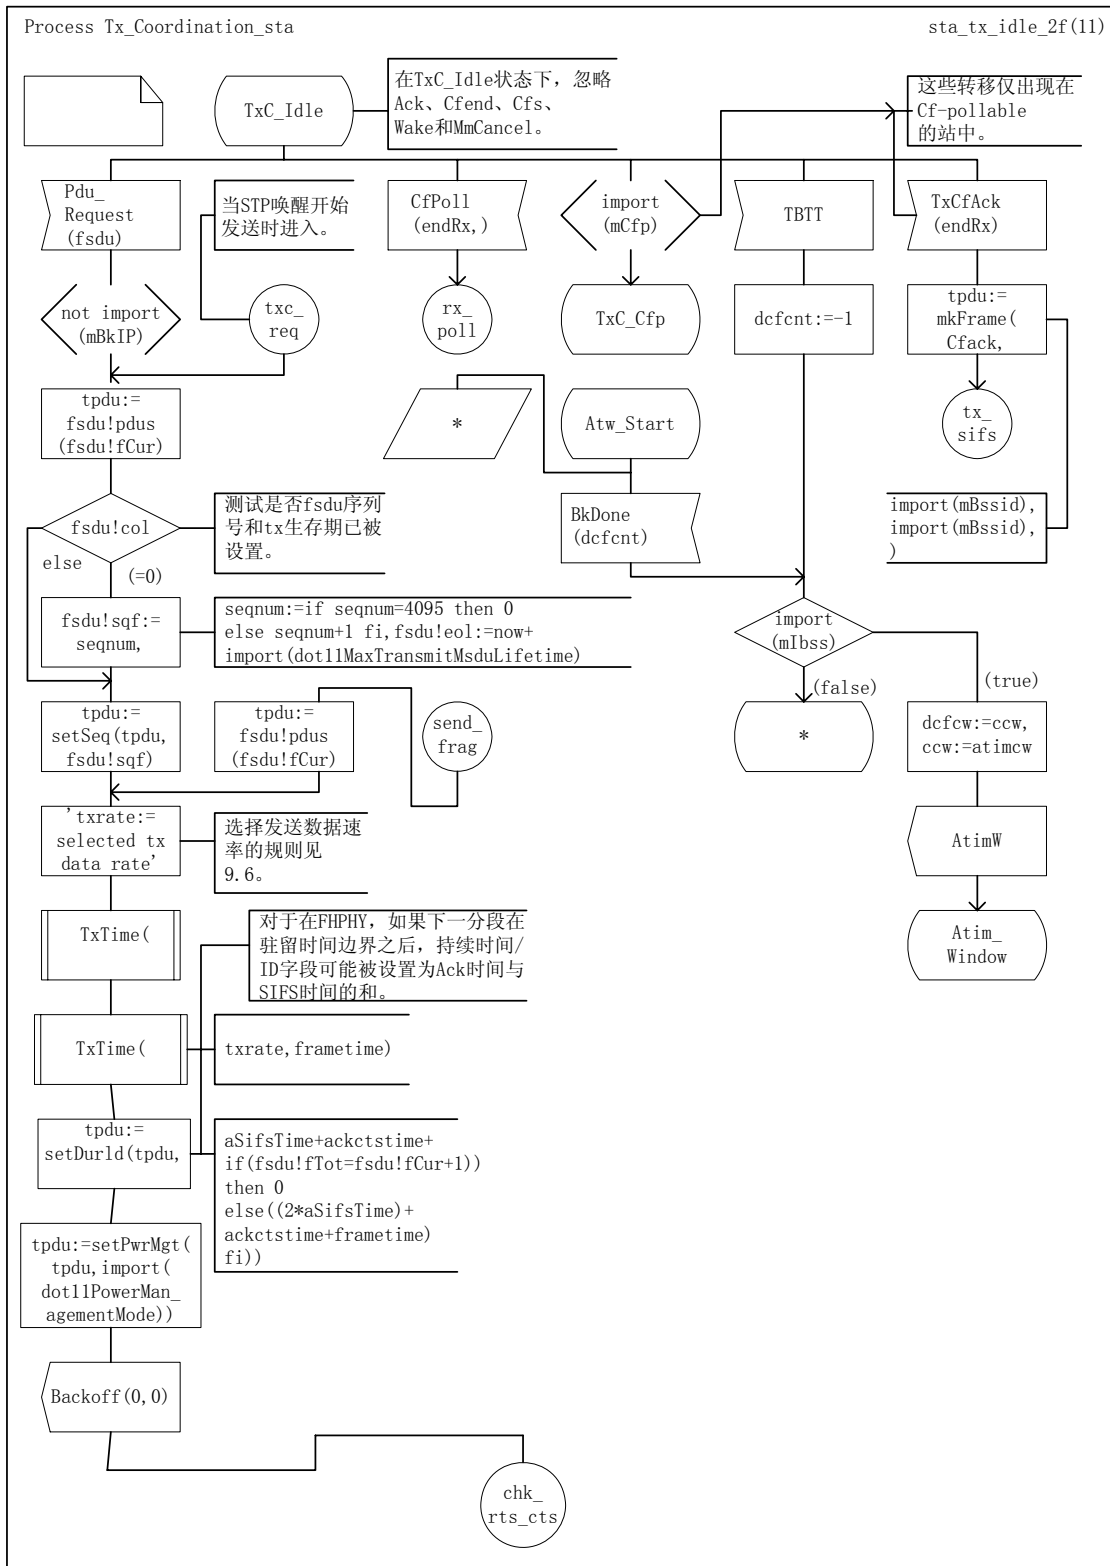 Process Tx_Coordination_sta
sta_tx_idle_2f(11)
TxC_Idle
在TxC_Idle状态下，忽略
Ack、Cfend、Cfs、
Wake和MmCancel。
这些转移仅出现在
Cf-pollable
的站中。
Pdu_
Request
(fsdu)
当STP唤醒开始
发送时进入。
CfPoll
(endRx,)
import
(mCfp)
TBTT
TxCfAck
(endRx)
not import
(mBkIP)
txc_
req
rx_
poll
TxC_Cfp
dcfcnt:=-1
tpdu:=
mkFrame(
Cfack,
tpdu:=
fsdu!pdus
(fsdu!fCur)
*
Atw_Start
tx_
sifs
fsdu!col
else
(=0)
测试是否fsdu序列
号和tx生存期已被
设置。
BkDone
(dcfcnt)
import(mBssid),
import(mBssid),
)
fsdu!sqf:=
seqnum,
seqnum:=if seqnum=4095 then 0
else seqnum+1 fi,fsdu!eol:=now+
import(dot11MaxTransmitMsduLifetime)
import
(mIbss)
(false)
(true)
tpdu:=
setSeq(tpdu,
fsdu!sqf)
tpdu:=
fsdu!pdus
(fsdu!fCur)
send_
frag
*
dcfcw:=ccw,
ccw:=atimcw
'txrate:=
selected tx
data rate'
选择发送数据速
率的规则见
9.6。
AtimW
TxTime(
对于在FHPHY，如果下一分段在
驻留时间边界之后，持续时间/
ID字段可能被设置为Ack时间与
SIFS时间的和。
Atim_
Window
TxTime(
txrate,frametime)
tpdu:=
setDurld(tpdu,
aSifsTime+ackctstime+
if(fsdu!fTot=fsdu!fCur+1))
then 0
else((2*aSifsTime)+
ackctstime+frametime)
fi))
tpdu:=setPwrMgt(
tpdu,import(
dot11PowerMan_
agementMode))
Backoff(0,0)
chk_
rts_cts